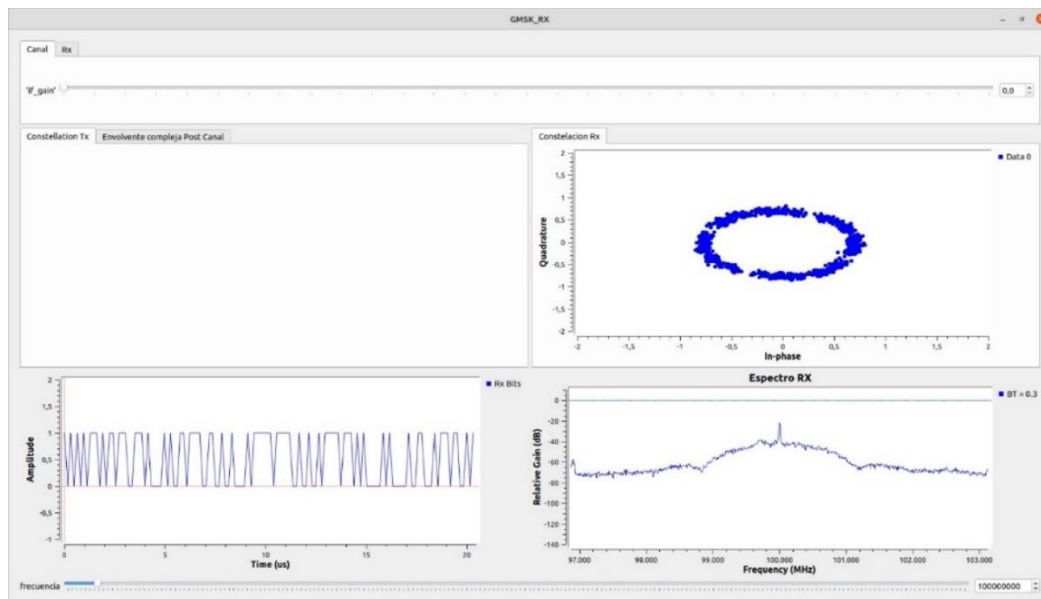 GMSK_RX
Canal Rx
'if_gain' 0,0
Constellation Tx Envolvente compleja Post Canal
Constelacion Rx
2
1,5
1
0,5
0
-0,5
-1
-1,5
-2
Quadrature
-2 -1,5 -1 -0,5 0 0,5 1 1,5 2
In-phase
Data 0
2
1,5
1
0,5
0
-0,5
-1
Amplitude
0 5 10 15 20
Time (us)
Rx Bits
Espectro RX
0
-20
-40
-60
-80
-100
-120
-140
Relative Gain (dB)
97.000 98.000 99.000 100.000 101.000 102.000 103.000
Frequency (MHz)
BT = 0.3
frecuencia 100000000